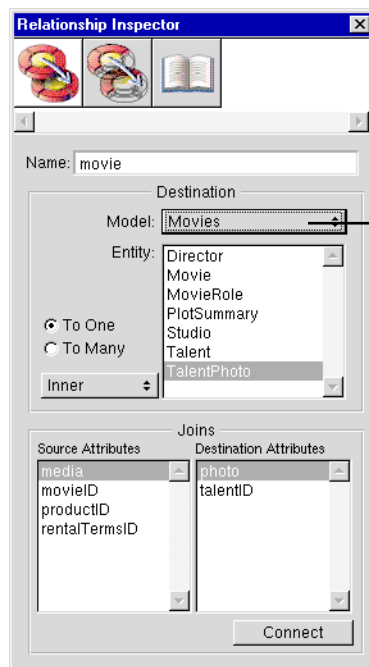 Relationship Inspector
Name: movie
Destination
Model: Movies
Entity:
Director
Movie
MovieRole
PlotSummary
Studio
Talent
TalentPhoto
To One
To Many
Inner
Joins
Source Attributes
media
movieID
productID
rentalTermsID
Destination Attributes
photo
talentID
Connect